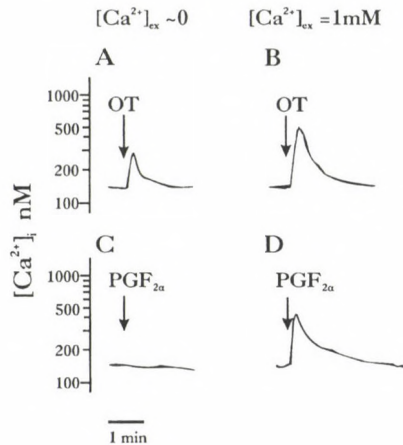 [Ca²⁺]ₑₓ ~0
[Ca²⁺]ₑₓ =1mM
A
B
1000
500
200
100
OT
OT
C
D
1000
500
200
100
PGF₂α
PGF₂α
[Ca²⁺]ᵢ nM
1 min